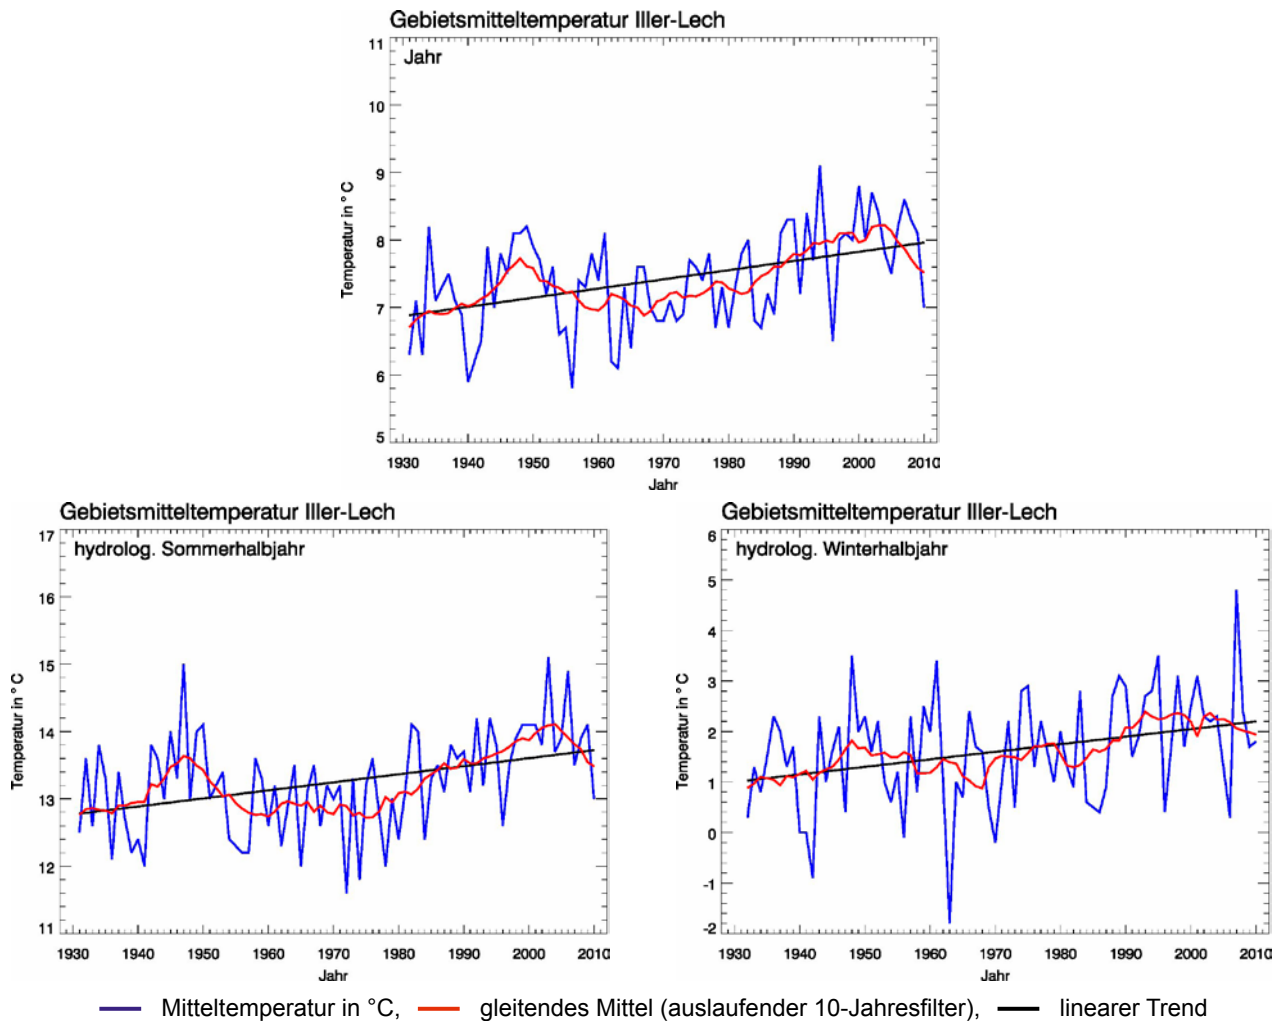 Gebietsmitteltemperatur Iller-Lech
Jahr
11
10
9
8
7
6
5
Temperatur in ° C
1930 1940 1950 1960 1970 1980 1990 2000 2010
Jahr
Gebietsmitteltemperatur Iller-Lech
hydrolog. Sommerhalbjahr
17
16
15
14
13
12
11
Temperatur in ° C
1930 1940 1950 1960 1970 1980 1990 2000 2010
Jahr
Gebietsmitteltemperatur Iller-Lech
hydrolog. Winterhalbjahr
6
5
4
3
2
1
0
-1
-2
Temperatur in ° C
1930 1940 1950 1960 1970 1980 1990 2000 2010
Jahr
Mitteltemperatur in °C, gleitendes Mittel (auslaufender 10-Jahresfilter), linearer Trend